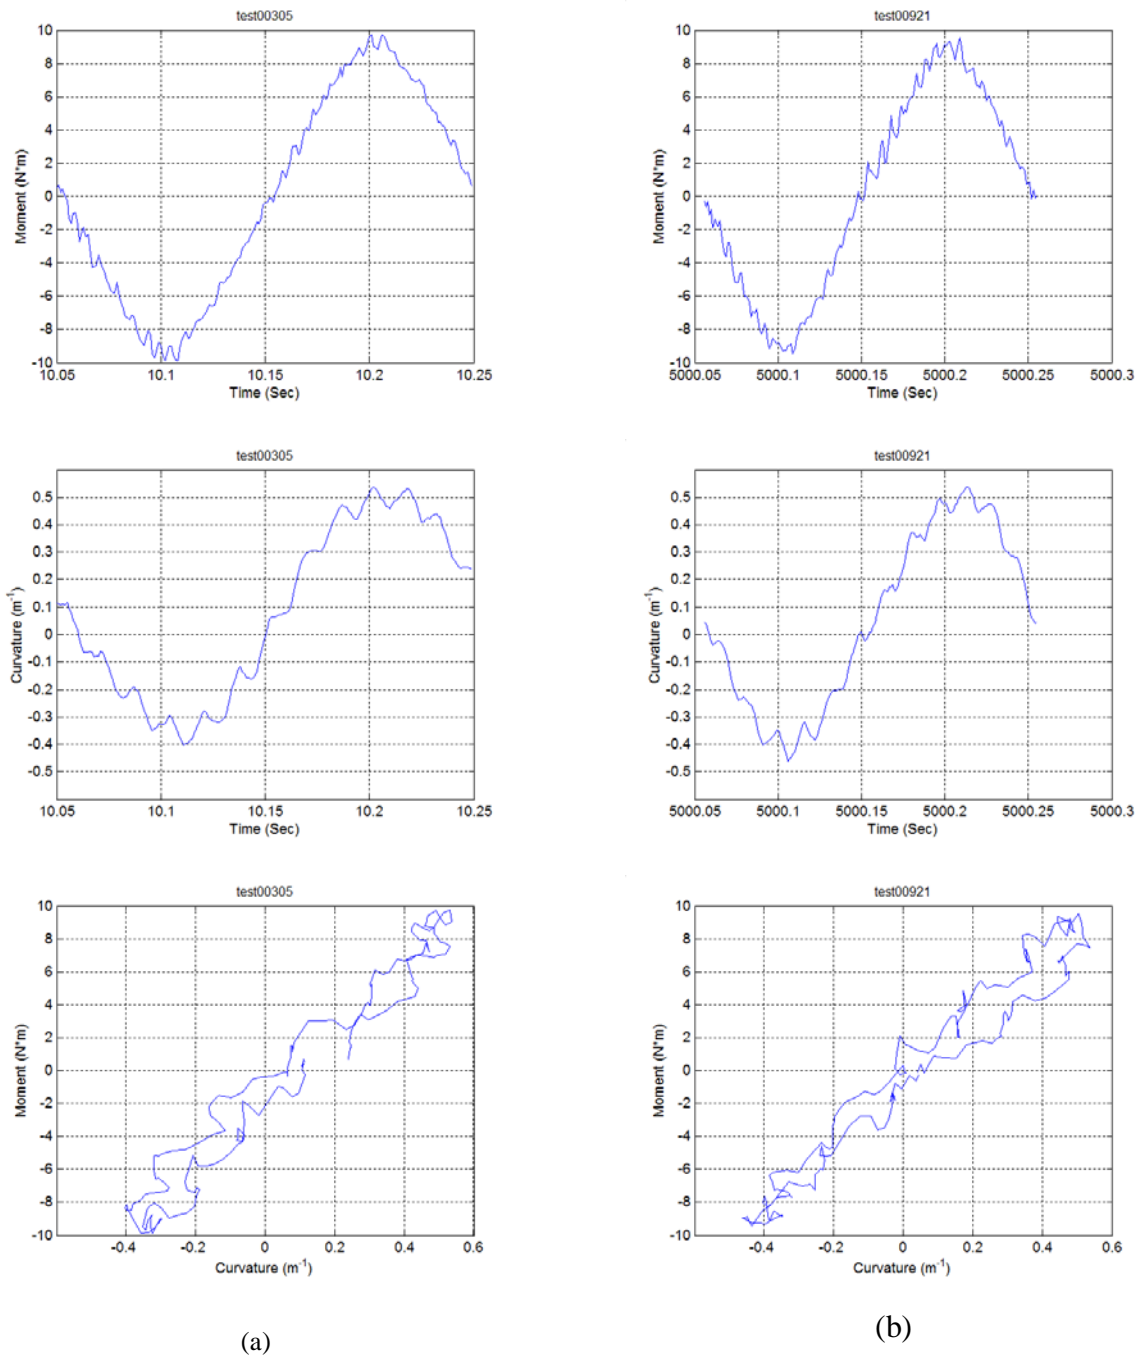 test00305
10
8
6
4
2
0
-2
-4
-6
-8
-10
Moment (N*m)
10.05 10.1 10.15 10.2 10.25
Time (Sec)
test00921
10
8
6
4
2
0
-2
-4
-6
-8
-10
Moment (N*m)
5000.05 5000.1 5000.15 5000.2 5000.25 5000.3
Time (Sec)
test00305
0.5
0.4
0.3
0.2
0.1
0
-0.1
-0.2
-0.3
-0.4
-0.5
Curvature (m⁻¹)
10.05 10.1 10.15 10.2 10.25
Time (Sec)
test00921
0.5
0.4
0.3
0.2
0.1
0
-0.1
-0.2
-0.3
-0.4
-0.5
Curvature (m⁻¹)
5000.05 5000.1 5000.15 5000.2 5000.25 5000.3
Time (Sec)
test00305
10
8
6
4
2
0
-2
-4
-6
-8
-10
Moment (N*m)
-0.4 -0.2 0 0.2 0.4 0.6
Curvature (m⁻¹)
test00921
10
8
6
4
2
0
-2
-4
-6
-8
-10
Moment (N*m)
-0.4 -0.2 0 0.2 0.4 0.6
Curvature (m⁻¹)
(a)
(b)